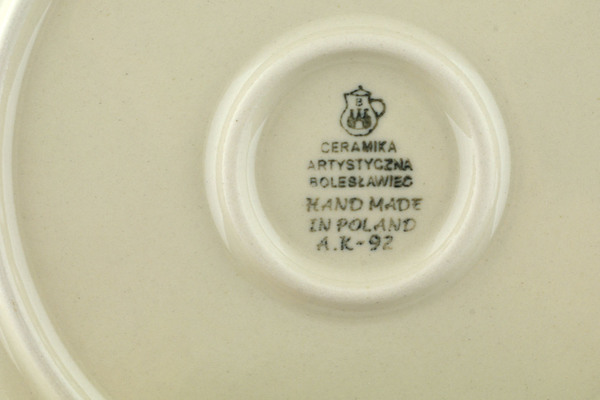 B
CERAMIKA
ARTYSTYCZNA
BOLESŁAWIEC
HAND MADE
IN POLAND
A.K-92